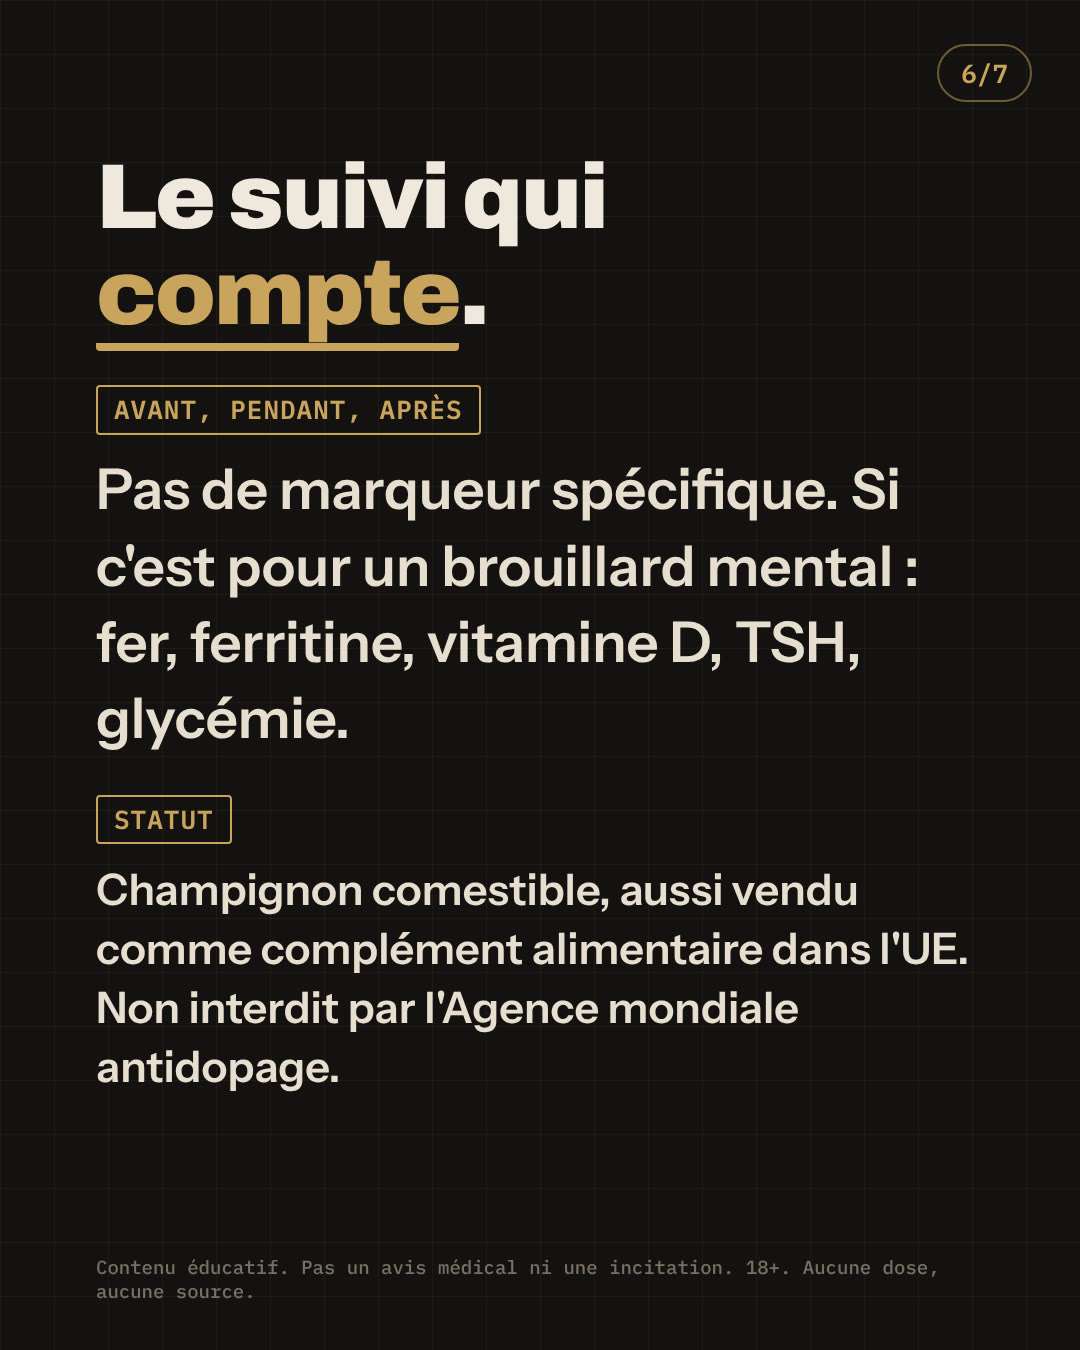 6/7
Le suivi qui
compte.
AVANT, PENDANT, APRÈS
Pas de marqueur spécifique. Si
c'est pour un brouillard mental :
fer, ferritine, vitamine D, TSH,
glycémie.
STATUT
Champignon comestible, aussi vendu
comme complément alimentaire dans l'UE.
Non interdit par l'Agence mondiale
antidopage.
Contenu éducatif. Pas un avis médical ni une incitation. 18+. Aucune dose,
aucune source.